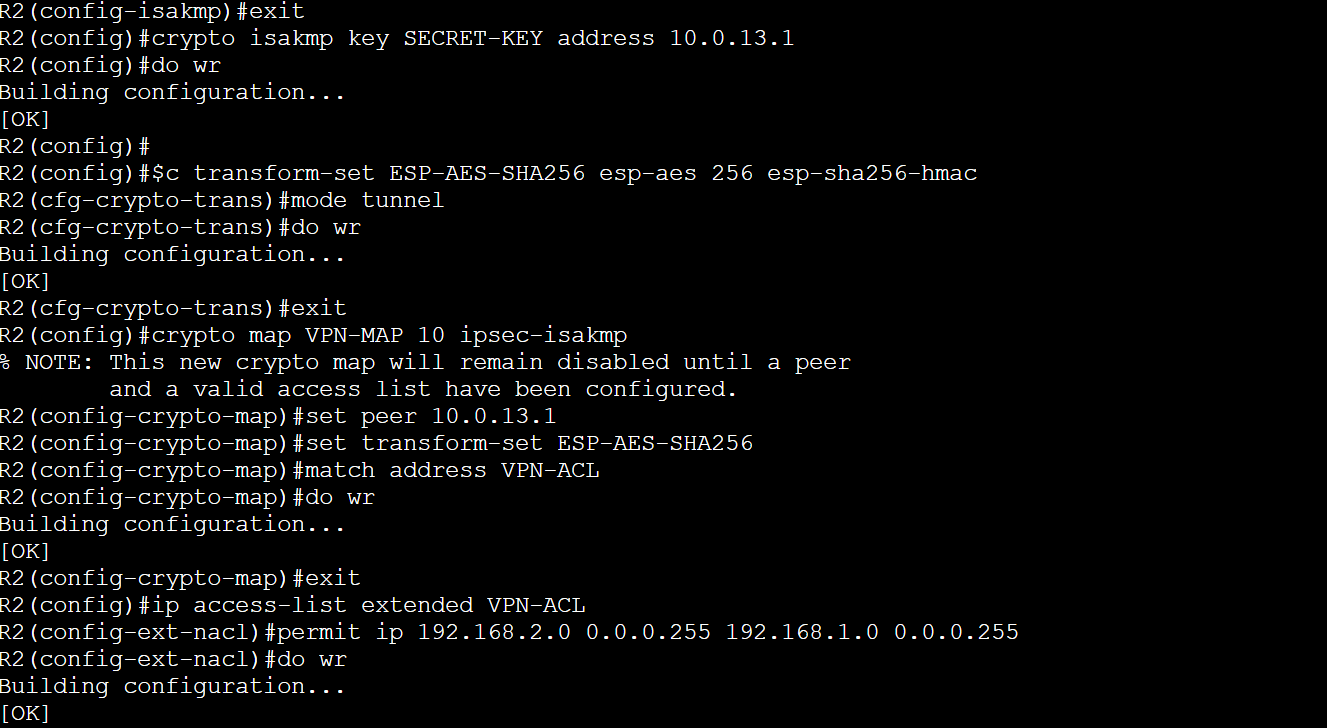 R2(config-isakmp)#exit
R2(config)#crypto isakmp key SECRET-KEY address 10.0.13.1
R2(config)#do wr
Building configuration...
[OK]
R2(config)#
R2(config)#$c transform-set ESP-AES-SHA256 esp-aes 256 esp-sha256-hmac
R2(cfg-crypto-trans)#mode tunnel
R2(cfg-crypto-trans)#do wr
Building configuration...
[OK]
R2(cfg-crypto-trans)#exit
R2(config)#crypto map VPN-MAP 10 ipsec-isakmp
% NOTE: This new crypto map will remain disabled until a peer
        and a valid access list have been configured.
R2(config-crypto-map)#set peer 10.0.13.1
R2(config-crypto-map)#set transform-set ESP-AES-SHA256
R2(config-crypto-map)#match address VPN-ACL
R2(config-crypto-map)#do wr
Building configuration...
[OK]
R2(config-crypto-map)#exit
R2(config)#ip access-list extended VPN-ACL
R2(config-ext-nacl)#permit ip 192.168.2.0 0.0.0.255 192.168.1.0 0.0.0.255
R2(config-ext-nacl)#do wr
Building configuration...
[OK]